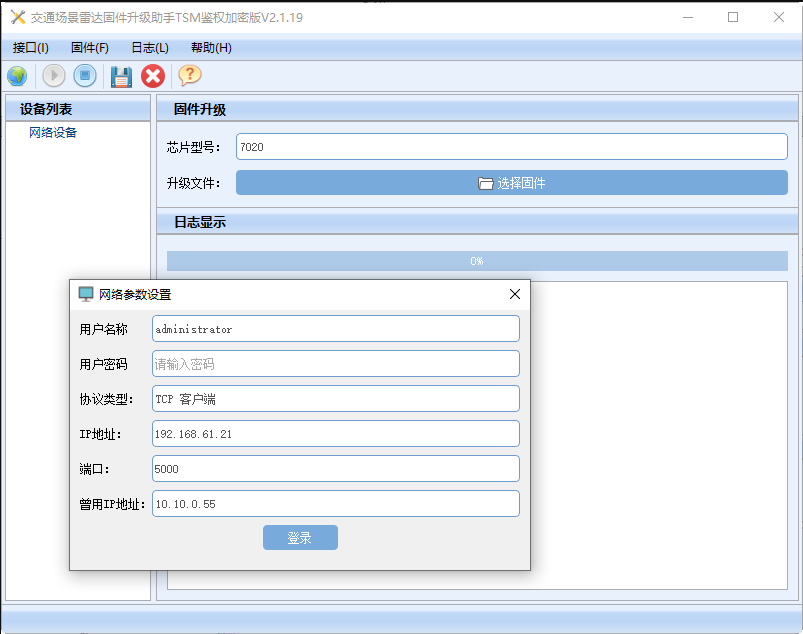 交通场景雷达固件升级助手TSM鉴权加密版V2.1.19
接口(I) 固件(F) 日志(L) 帮助(H)
设备列表
网络设备
固件升级
芯片型号： 7020
升级文件： 选择固件
日志显示
0%
网络参数设置
用户名称 administrator
用户密码 请输入密码
协议类型： TCP 客户端
IP地址： 192.168.61.21
端口： 5000
曾用IP地址： 10.10.0.55
登录